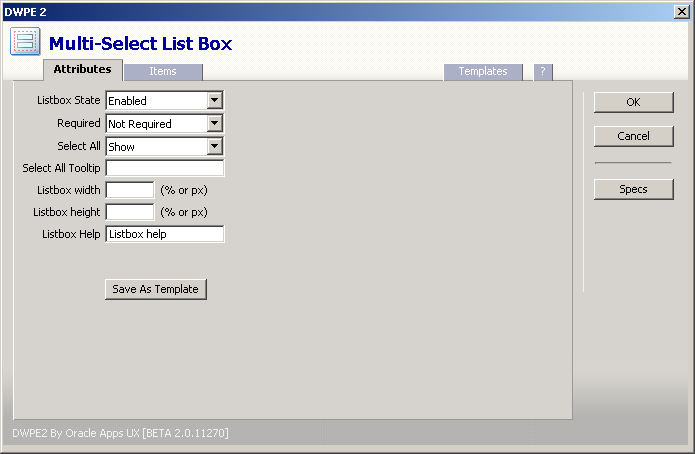 DWPE 2
Multi-Select List Box
Attributes Items Templates ?
Listbox State Enabled OK
Required Not Required
Select All Show Cancel
Select All Tooltip
Listbox width (% or px) Specs
Listbox height (% or px)
Listbox Help Listbox help
Save As Template
DWPE2 By Oracle Apps UX [BETA 2.0.11270]